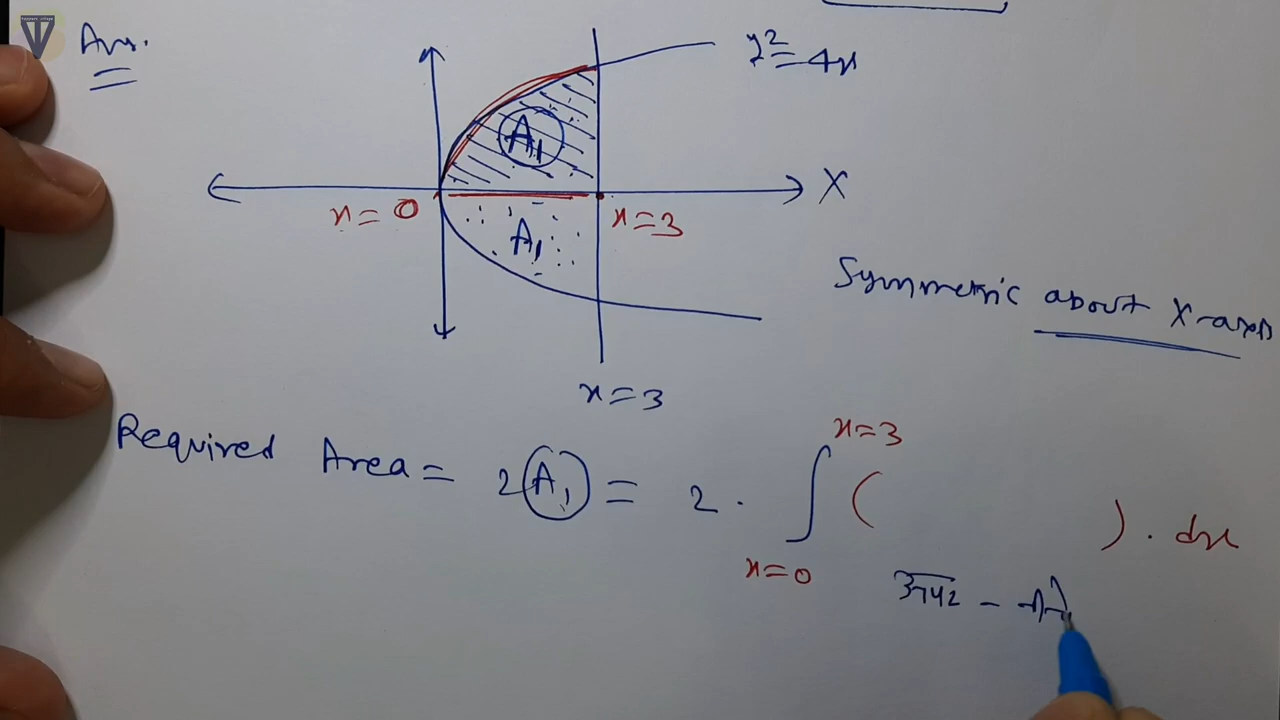 Ans.
y² = 4x
A₁
X
x = 0
x = 3
A₁
Symmetric about X-axis
x = 3
Required Area = 2(A₁) = 2 · ∫ ( ) · dx
x = 3
x = 0
ऊपर -